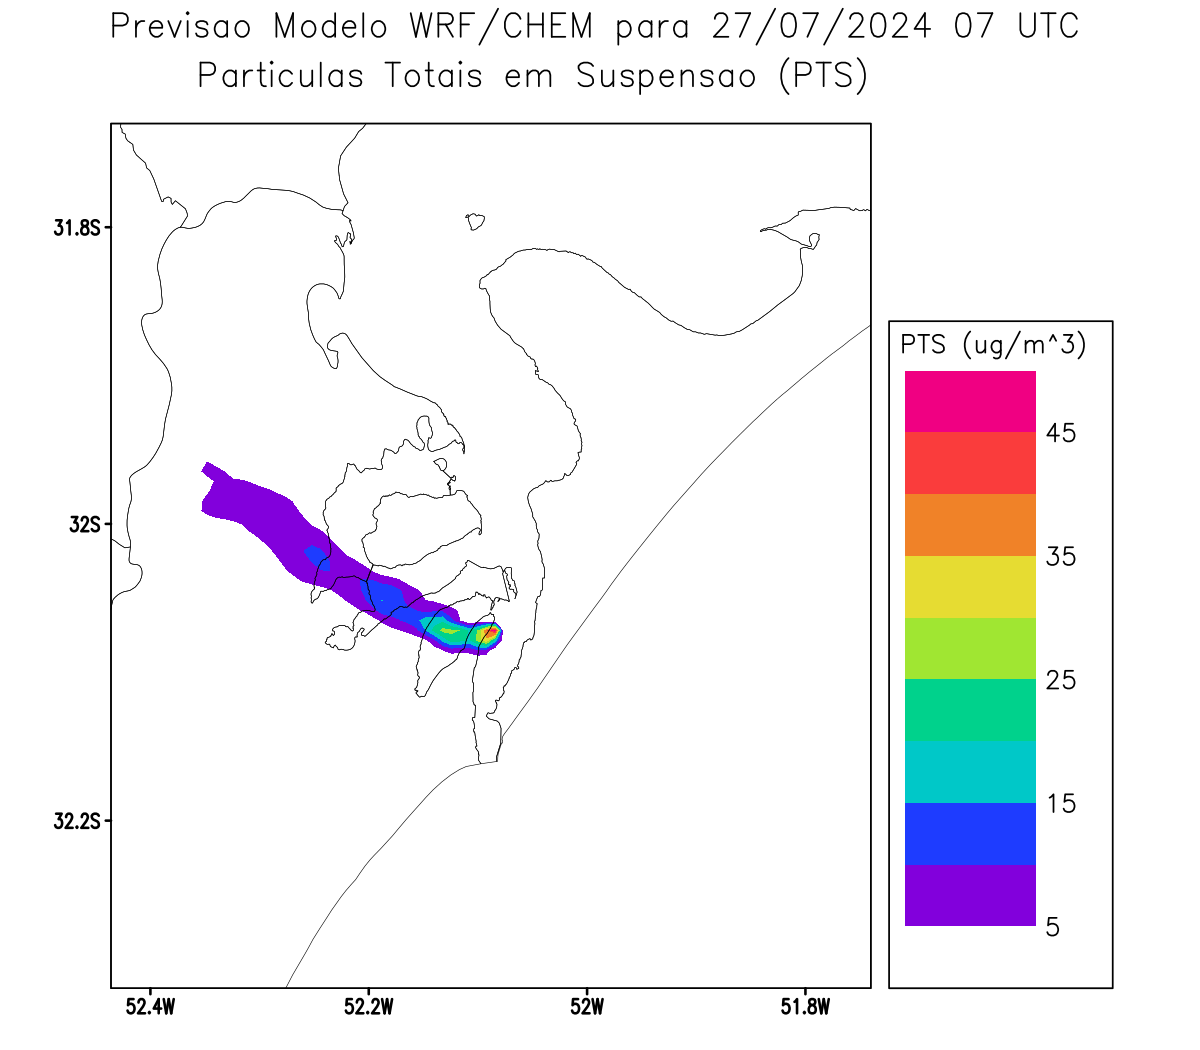 Previsao Modelo WRF/CHEM para 27/07/2024 07 UTC
Particulas Totais em Suspensao (PTS)
31.8S
32S
32.2S
52.4W
52.2W
52W
51.8W
PTS (ug/m^3)
45
35
25
15
5